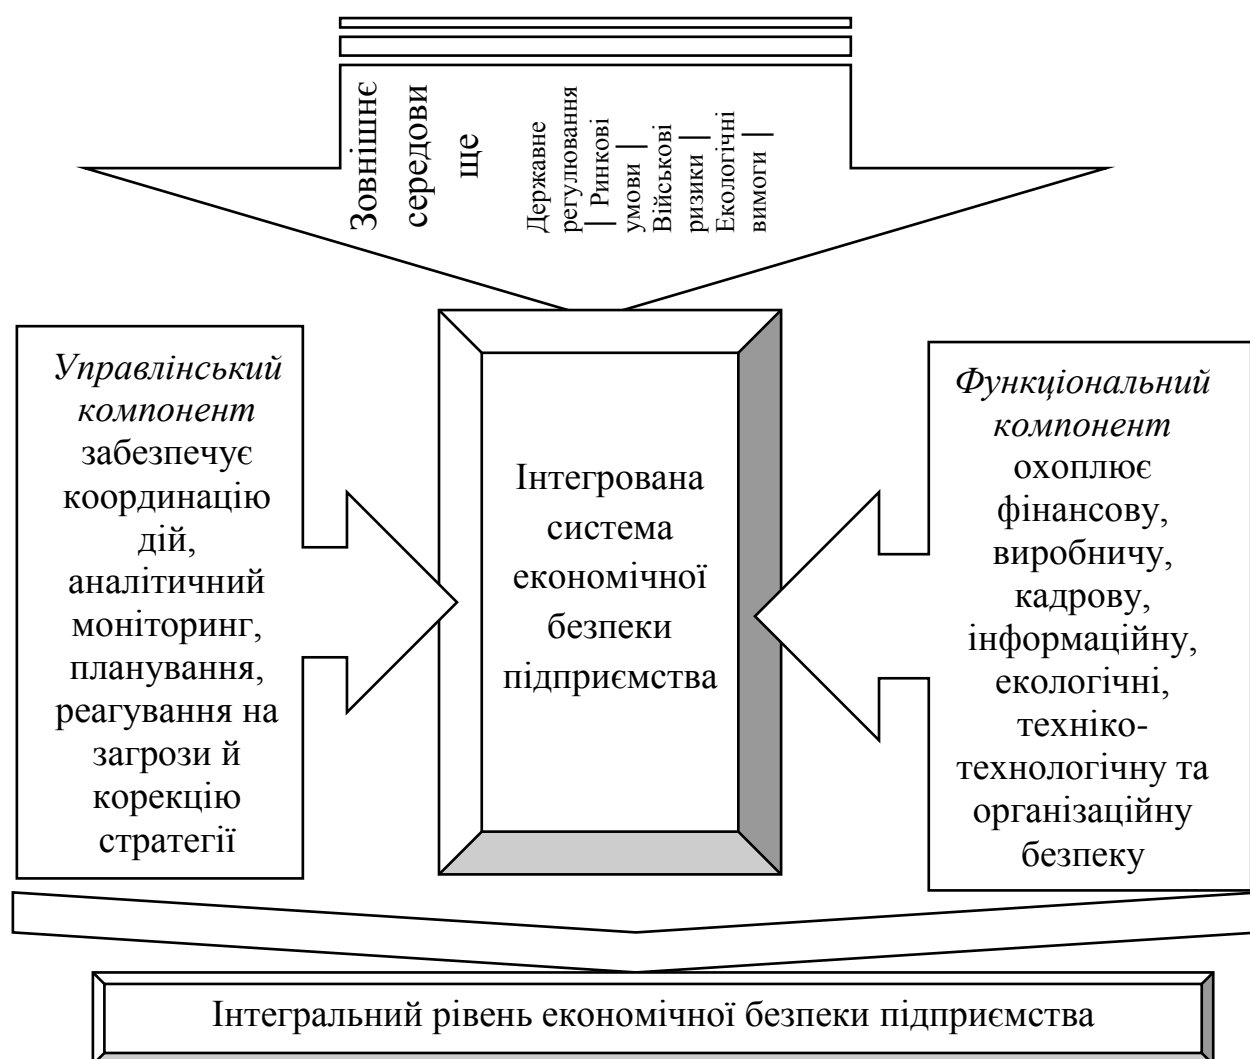 Зовнішнє
середови
ще
Державне
регулювання
| Ринкові
умови |
Військові
ризики |
Екологічні
вимоги |
Управлінський
компонент
забезпечує
координацію
дій,
аналітичний
моніторинг,
планування,
реагування на
загрози й
корекцію
стратегії
Інтегрована
система
економічної
безпеки
підприємства
Функціональний
компонент
охоплює
фінансову,
виробничу,
кадрову,
інформаційну,
екологічні,
техніко-
технологічну та
організаційну
безпеку
Інтегральний рівень економічної безпеки підприємства